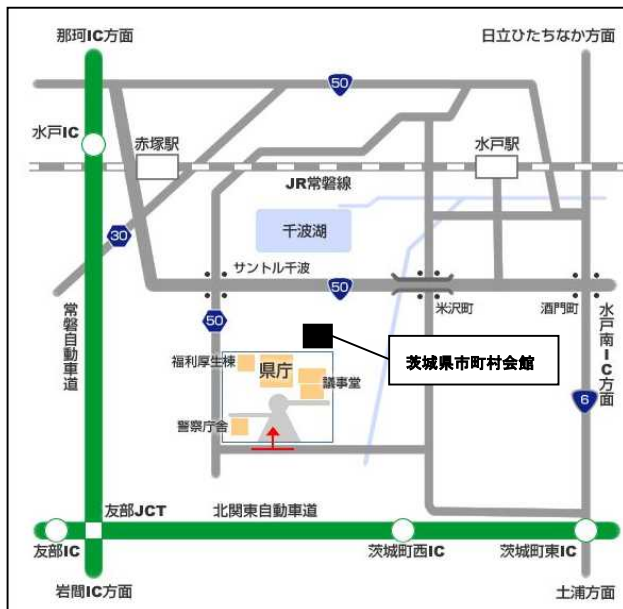 那珂IC方面
日立ひたちなか方面
50
水戸IC
赤塚駅
水戸駅
JR常磐線
30
千波湖
サントル千波
50
米沢町
酒門町
常磐自動車道
50
水戸南IC方面
福利厚生棟
県庁
議事堂
茨城県市町村会館
警察庁舎
6
友部JCT
北関東自動車道
友部IC
茨城町西IC
茨城町東IC
岩間IC方面
土浦方面